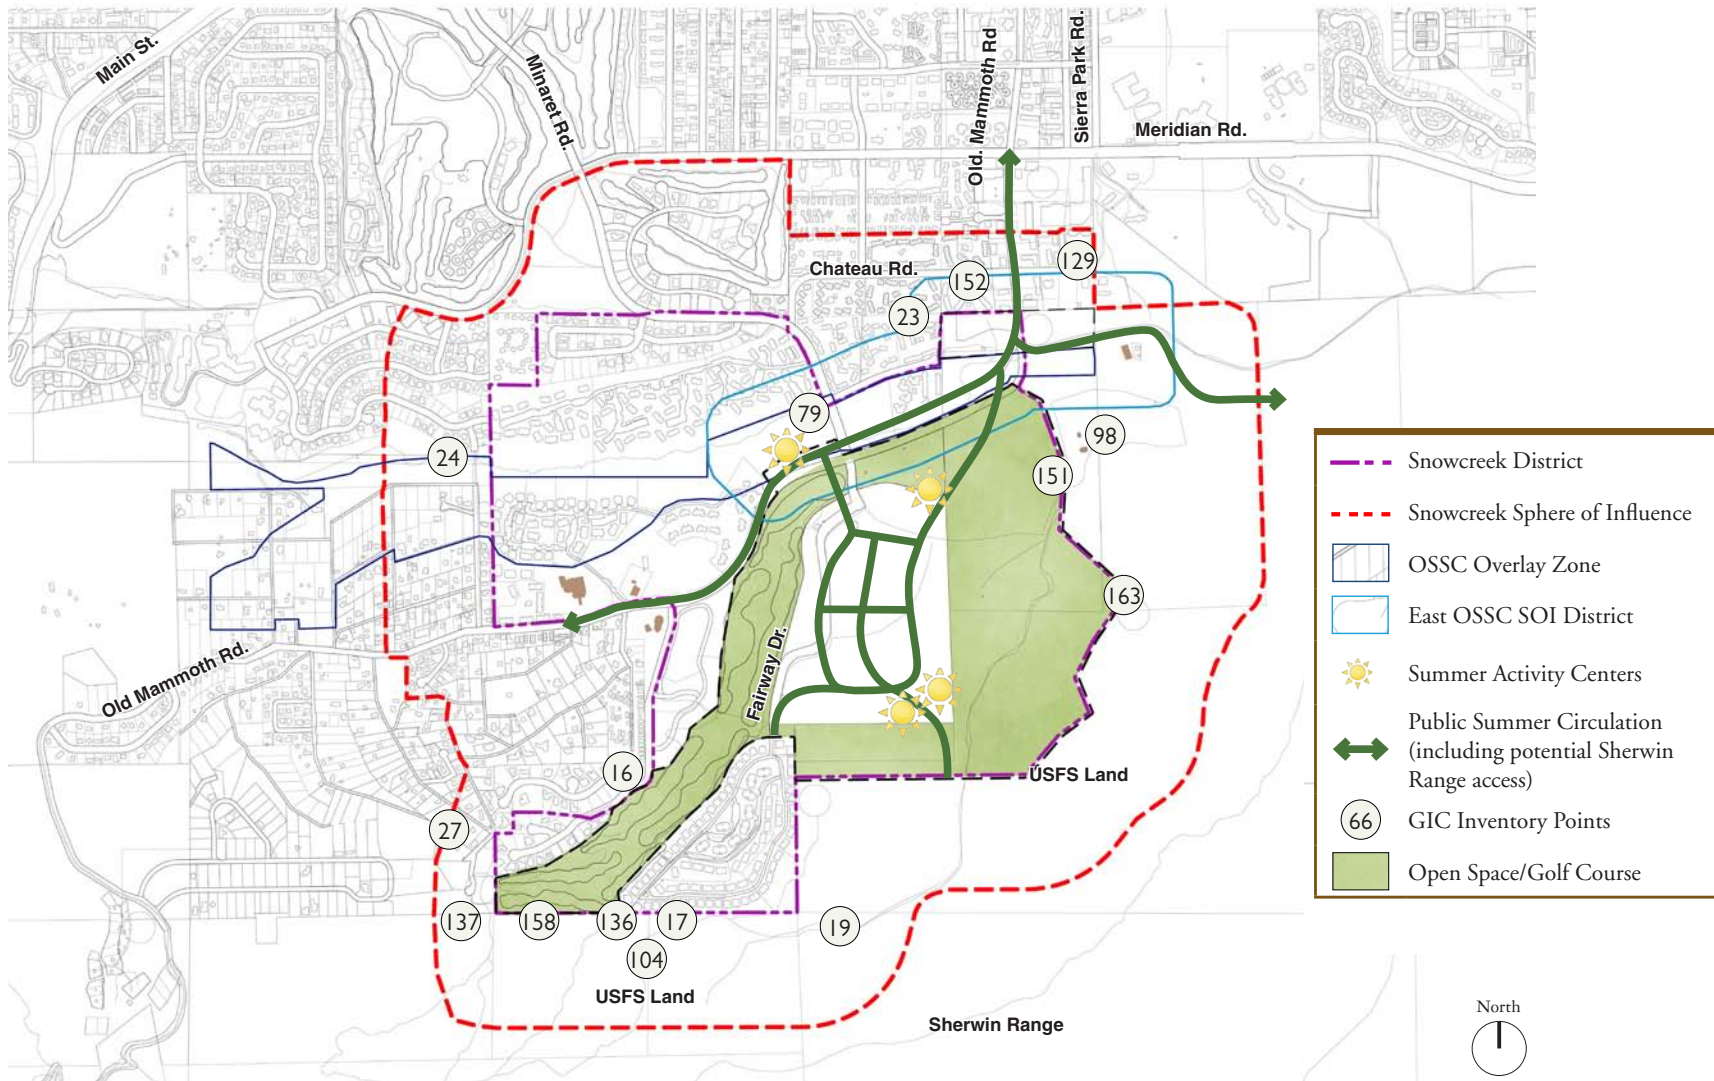 Main St.
Minaret Rd.
Old. Mammoth Rd
Sierra Park Rd.
Meridian Rd.
Chateau Rd.
129
152
23
79
24
98
151
163
Old Mammoth Rd.
Fairway Dr.
16
USFS Land
27
137
158
136
17
19
104
USFS Land
Sherwin Range
Snowcreek District
Snowcreek Sphere of Influence
OSSC Overlay Zone
East OSSC SOI District
Summer Activity Centers
Public Summer Circulation
(including potential Sherwin
Range access)
66
GIC Inventory Points
Open Space/Golf Course
North